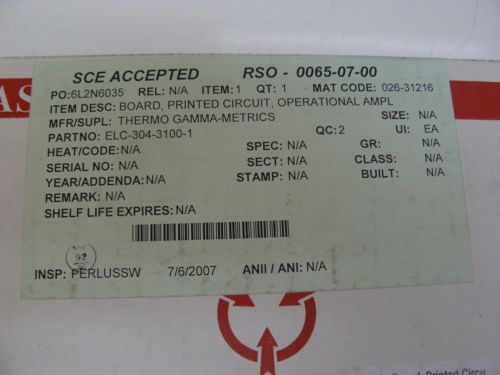 SCE ACCEPTED RSO - 0065-07-00
PO:6L2N6035 REL: N/A ITEM:1 QT: 1 MAT CODE: 026-31216
ITEM DESC: BOARD, PRINTED CIRCUIT, OPERATIONAL AMPL
MFR/SUPL: THERMO GAMMA-METRICS SIZE: N/A
PARTNO: ELC-304-3100-1 QC: 2 UI: EA
HEAT/CODE: N/A SPEC: N/A GR: N/A
SERIAL NO: N/A SECT: N/A CLASS: N/A
YEAR/ADDENDA: N/A STAMP: N/A BUILT: N/A
REMARK: N/A
SHELF LIFE EXPIRES: N/A
92
INSP: PERLUSSW 7/6/2007 ANII / ANI: N/A
Printed Circu